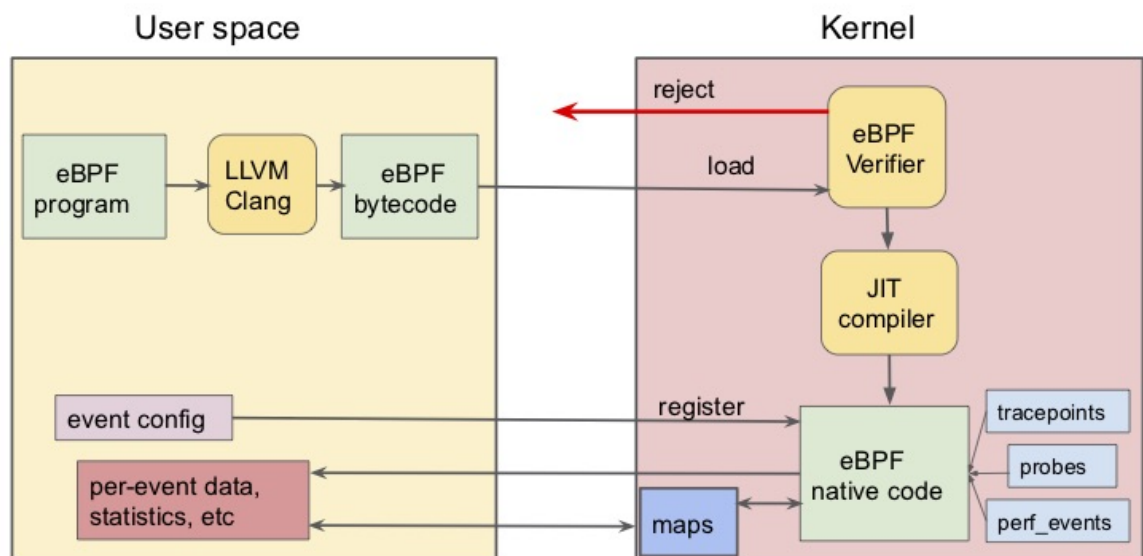 User space
Kernel
reject
eBPF
Verifier
eBPF
program
LLVM
Clang
eBPF
bytecode
load
JIT
compiler
event config
register
tracepoints
eBPF
native code
probes
per-event data,
statistics, etc
maps
perf_events